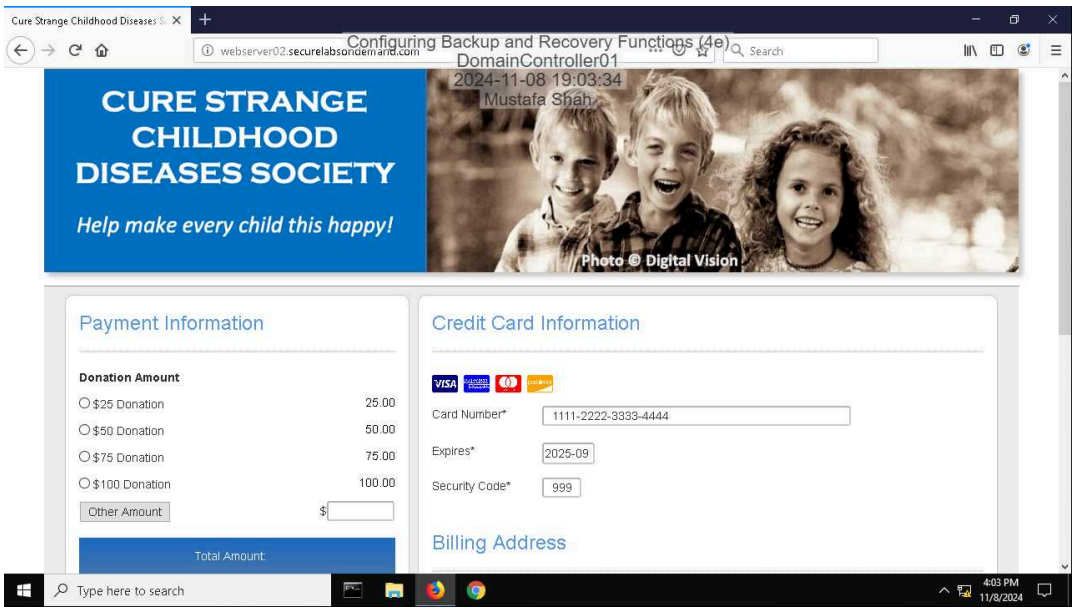 Cure Strange Childhood Diseases S
webserver02.securelabsondemand.com
Search
Configuring Backup and Recovery Functions (4e)
DomainController01
2024-11-08 19:03:34
Mustafa Shah
CURE STRANGE
CHILDHOOD
DISEASES SOCIETY
Help make every child this happy!
Photo © Digital Vision
Payment Information
Donation Amount
$25 Donation 25.00
$50 Donation 50.00
$75 Donation 75.00
$100 Donation 100.00
Other Amount $
Total Amount:
Credit Card Information
VISA
DISCOVER
Card Number* 1111-2222-3333-4444
Expires* 2025-09
Security Code* 999
Billing Address
Type here to search
4:03 PM
11/8/2024